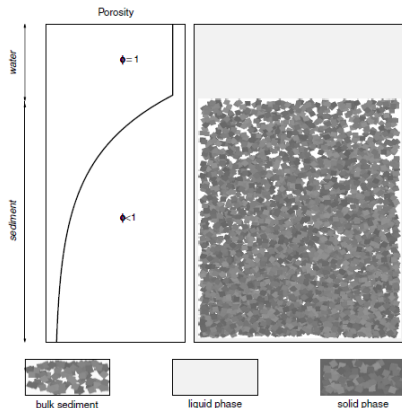 Porosity
water
ϕ= 1
sediment
ϕ<1
bulk sediment
liquid phase
solid phase